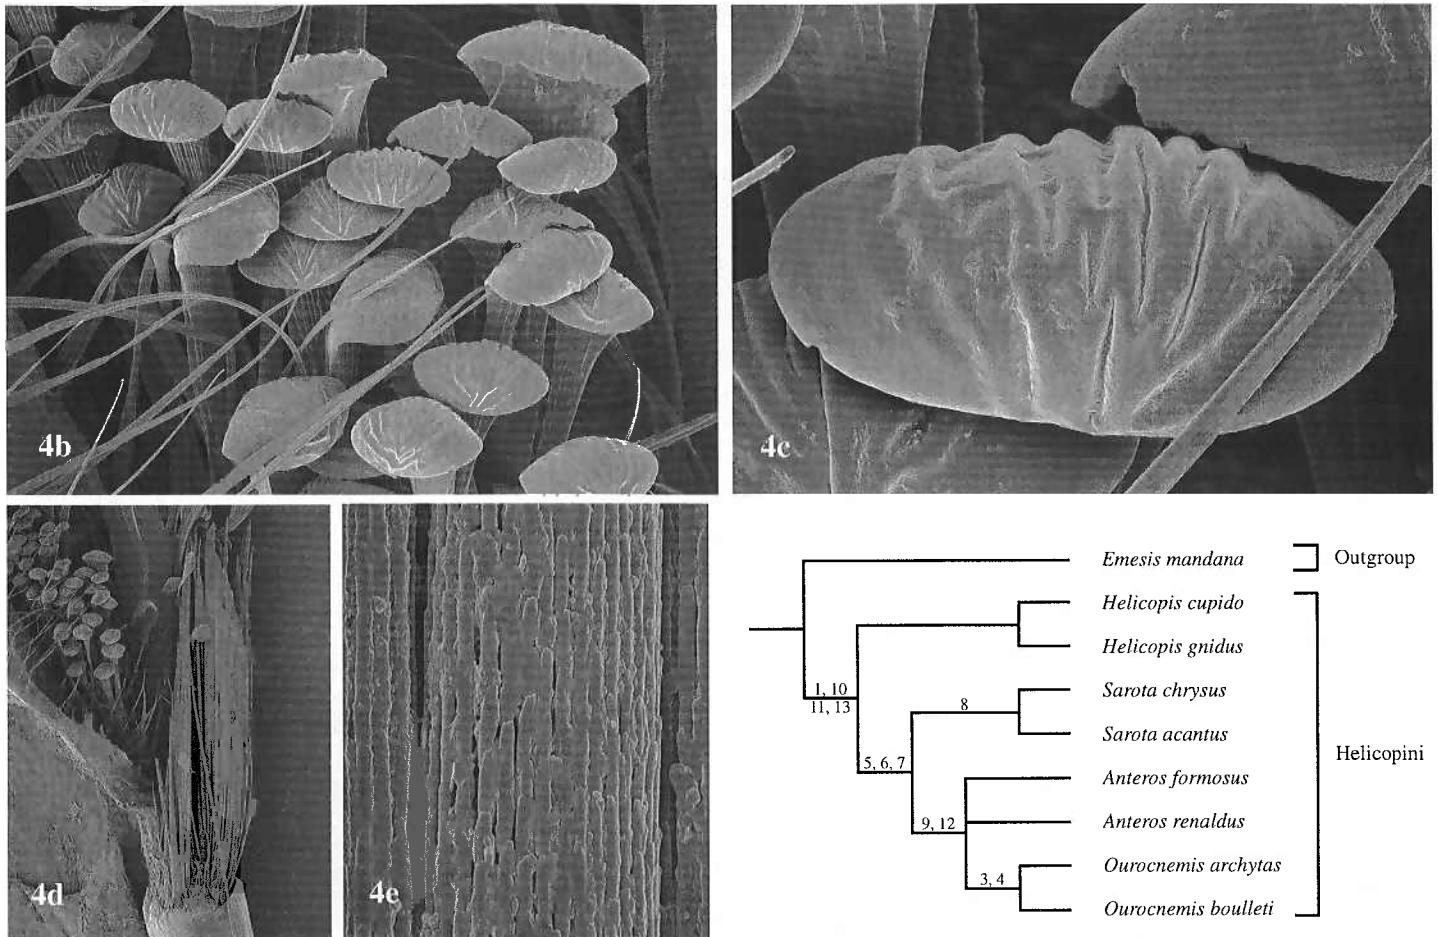 4b
4c
4d
4e
Emesis mandana
Outgroup
Helicopis cupido
Helicopis gnidus
1, 10
11, 13
Sarota chrysus
8
Sarota acantus
Helicopini
5, 6, 7
Anteros formosus
Anteros renaldus
9, 12
Ourocnemis archytas
3, 4
Ourocnemis boulleti